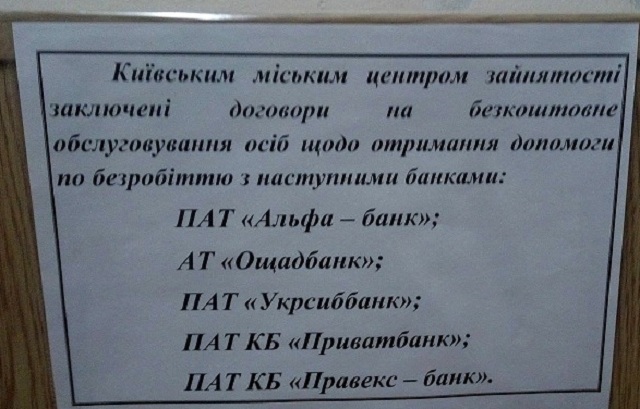 Київським міським центром зайнятості
заключені договори на безкоштовне
обслуговування осіб щодо отримання допомоги
по безробіттю з наступними банками:
ПАТ «Альфа – банк»;
АТ «Ощадбанк»;
ПАТ «Укрсиббанк»;
ПАТ КБ «Приватбанк»;
ПАТ КБ «Правекс – банк».